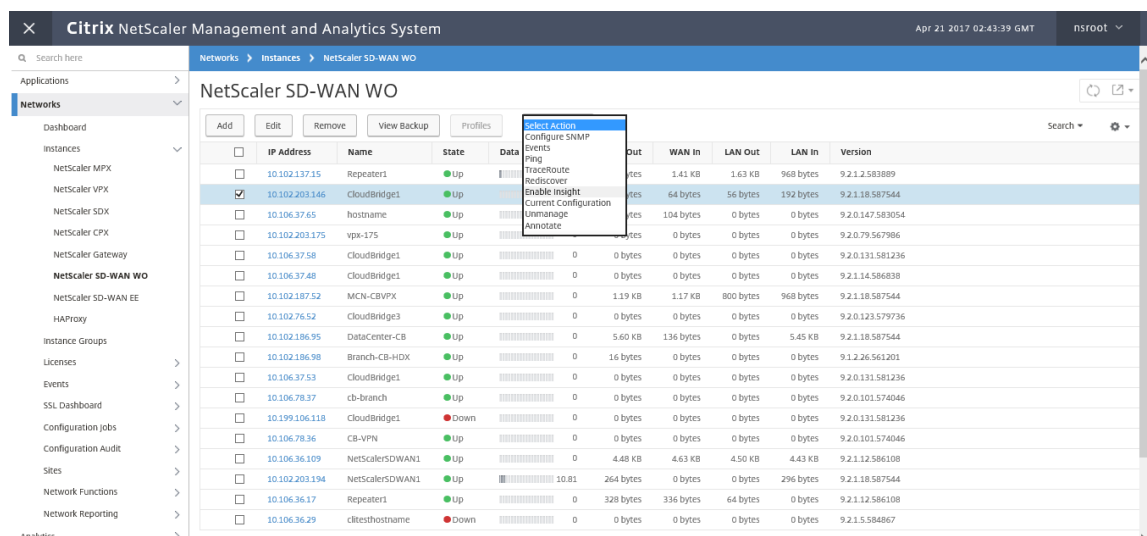 Citrix NetScaler Management and Analytics System Apr 21 2017 02:43:39 GMT nsroot
Search here
Networks Instances NetScaler SD-WAN WO
Applications
Networks
Dashboard
Instances
NetScaler MPX
NetScaler VPX
NetScaler SDX
NetScaler CPX
NetScaler Gateway
NetScaler SD-WAN WO
NetScaler SD-WAN EE
HAProxy
Instance Groups
Licenses
Events
SSL Dashboard
Configuration Jobs
Configuration Audit
Sites
Network Functions
Network Reporting
Analytics
NetScaler SD-WAN WO
Add Edit Remove View Backup Profiles Search
Select Action
Configure SNMP
Events
Ping
TraceRoute
Rediscover
Enable Insight
Current Configuration
Unmanage
Annotate
IP Address Name State Data Out WAN In LAN Out LAN In Version
10.102.137.15 Repeater1 Up ytes 1.41 KB 1.63 KB 968 bytes 9.2.1.2.583889
10.102.203.146 CloudBridge1 Up ytes 64 bytes 56 bytes 192 bytes 9.2.1.18.587544
10.106.37.65 hostname Up ytes 104 bytes 0 bytes 0 bytes 9.2.0.147.583054
10.102.203.175 vpx-175 Up 0 bytes 0 bytes 0 bytes 9.2.0.79.567986
10.106.37.58 CloudBridge1 Up 0 0 bytes 0 bytes 0 bytes 0 bytes 9.2.0.131.581236
10.106.37.48 CloudBridge1 Up 0 0 bytes 0 bytes 0 bytes 0 bytes 9.2.1.14.586838
10.102.187.52 MCN-CBVPX Up 0 1.19 KB 1.17 KB 800 bytes 968 bytes 9.2.1.18.587544
10.102.76.52 CloudBridge3 Up 0 0 bytes 0 bytes 0 bytes 0 bytes 9.2.0.123.579736
10.102.186.95 DataCenter-CB Up 0 5.60 KB 136 bytes 0 bytes 5.45 KB 9.2.1.18.587544
10.102.186.98 Branch-CB-HDX Up 0 16 bytes 0 bytes 0 bytes 0 bytes 9.1.2.26.561201
10.106.37.53 CloudBridge1 Up 0 0 bytes 0 bytes 0 bytes 0 bytes 9.2.0.131.581236
10.106.78.37 cb-branch Up 0 0 bytes 0 bytes 0 bytes 0 bytes 9.2.0.101.574046
10.199.106.118 CloudBridge1 Down 0 0 bytes 0 bytes 0 bytes 0 bytes 9.2.0.131.581236
10.106.78.36 CB-VPN Up 0 0 bytes 0 bytes 0 bytes 0 bytes 9.2.0.101.574046
10.106.36.109 NetScalerSDWAN1 Up 0 4.48 KB 4.63 KB 4.50 KB 4.43 KB 9.2.1.12.586108
10.102.203.194 NetScalerSDWAN1 Up 10.81 264 bytes 0 bytes 0 bytes 296 bytes 9.2.1.18.587544
10.106.36.17 Repeater1 Up 0 328 bytes 336 bytes 64 bytes 0 bytes 9.2.1.12.586108
10.106.36.29 clitesthostname Down 0 0 bytes 0 bytes 0 bytes 0 bytes 9.2.1.5.584867